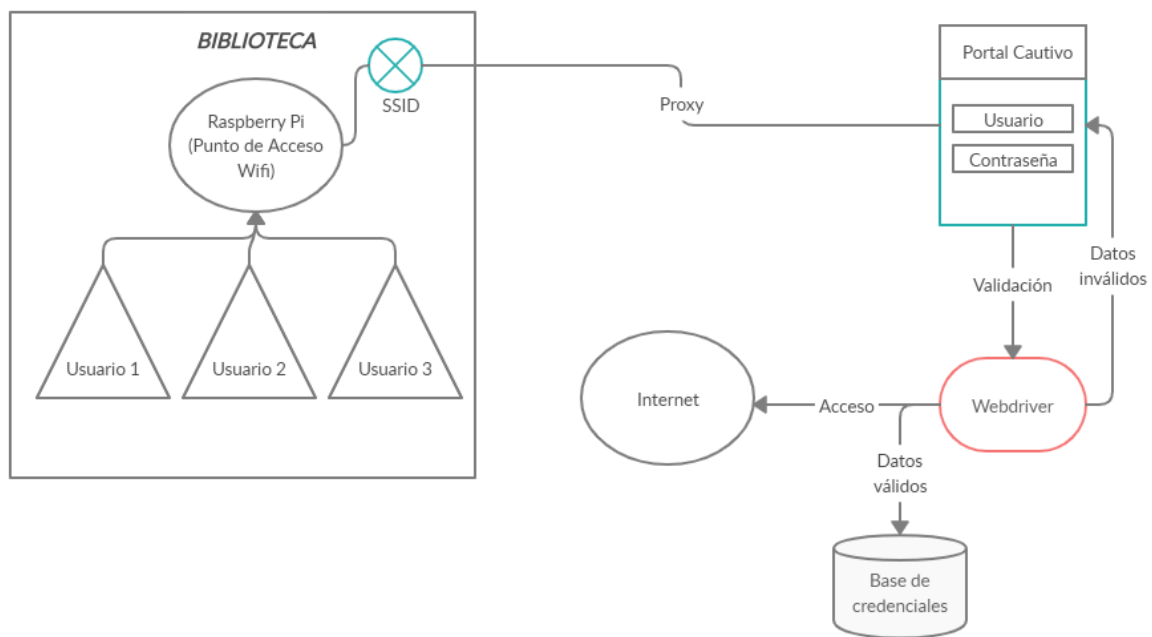 BIBLIOTECA
SSID
Raspberry Pi
(Punto de Acceso
Wifi)
Usuario 1
Usuario 2
Usuario 3
Proxy
Portal Cautivo
Usuario
Contraseña
Validación
Datos
inválidos
Webdriver
Acceso
Internet
Datos
válidos
Base de
credenciales